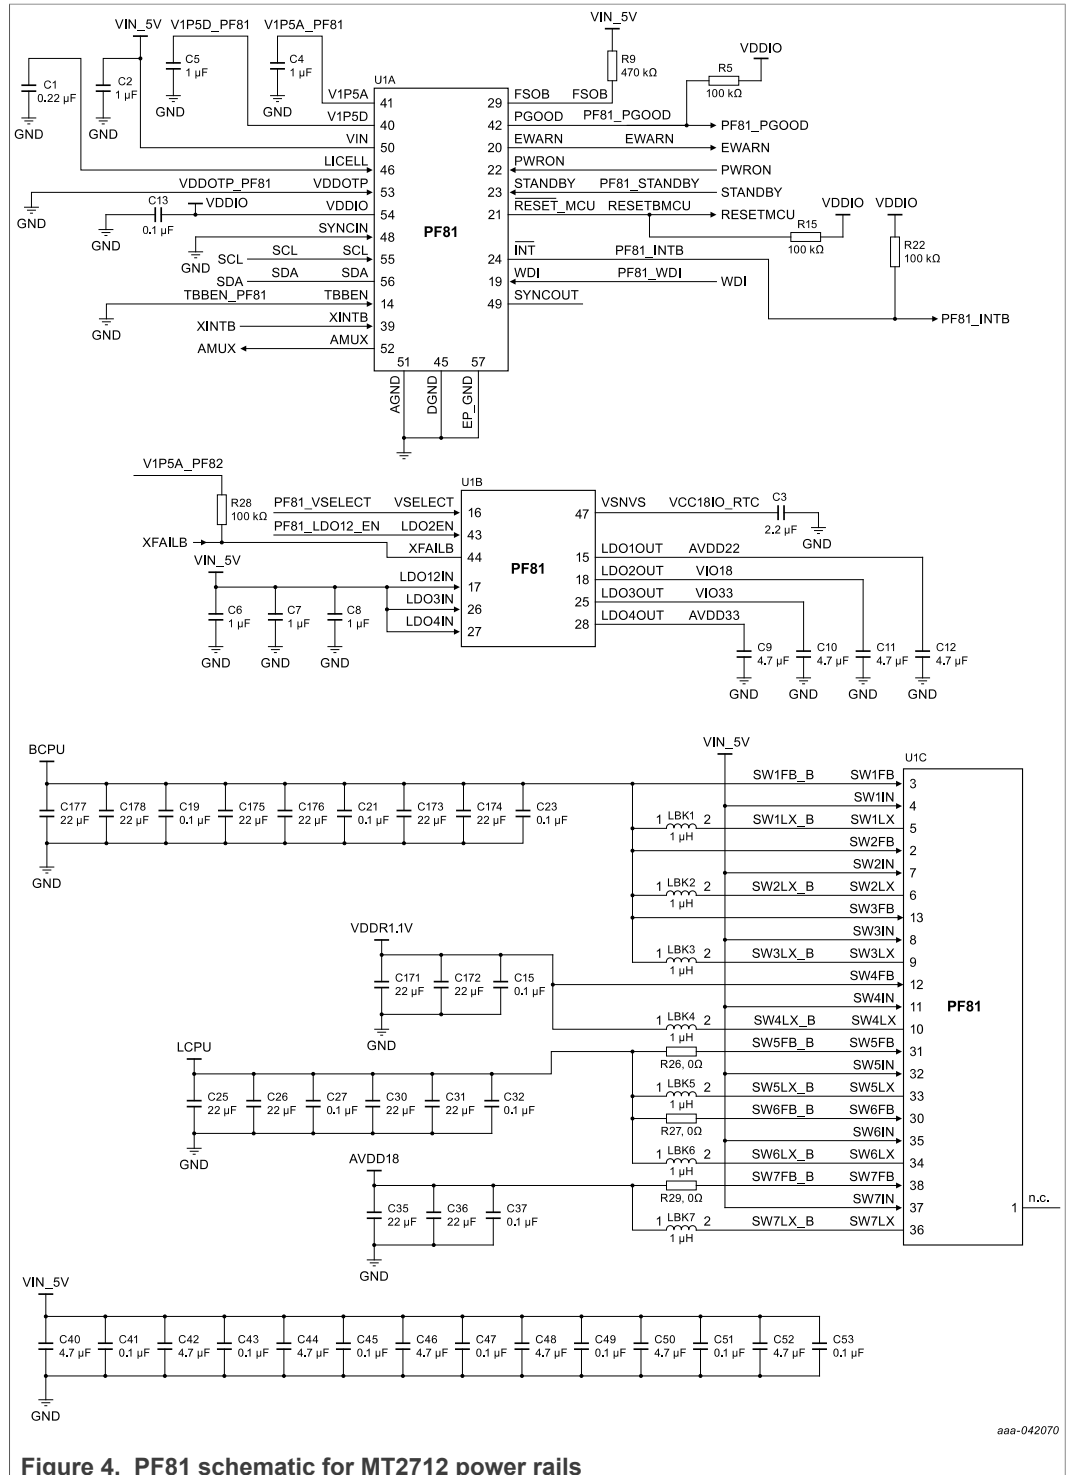 VIN_5V V1P5D_PF81 V1P5A_PF81 VIN_5V
C1 0.22 µF
C2 1 µF
C5 1 µF
C4 1 µF
R9 470 kΩ
VDDIO
R5 100 kΩ
GND GND GND GND
U1A
V1P5A 41
V1P5D 40
VIN 50
LICELL 46
VDDOTP_PF81 VDDOTP 53
GND
C13 0.1 µF
VDDIO VDDIO 54
GND
SYNCIN 48
GND
SCL SCL SCL 55
SDA SDA SDA 56
TBBEN_PF81 TBBEN 14
GND
XINTB XINTB 39
AMUX AMUX 52
PF81
29 FSOB FSOB
42 PGOOD PF81_PGOOD PF81_PGOOD
20 EWARN EWARN EWARN
22 PWRON PWRON
23 STANDBY PF81_STANDBY STANDBY
21 RESET_MCU RESETBMCU RESETMCU
VDDIO
R15 100 kΩ
VDDIO
R22 100 kΩ
24 INT PF81_INTB
19 WDI PF81_WDI WDI
49 SYNCOUT
PF81_INTB
51 45 57
AGND DGND EP_GND
GND
V1P5A_PF82
R28 100 kΩ
U1B
PF81_VSELECT VSELECT 16
PF81_LDO12_EN LDO2EN 43
XFAILB XFAILB 44
VIN_5V
LDO12IN 17
LDO3IN 26
LDO4IN 27
C6 1 µF
C7 1 µF
C8 1 µF
GND GND GND
PF81
47 VSNVS VCC18IO_RTC
C3 2.2 µF
GND
15 LDO1OUT AVDD22
18 LDO2OUT VIO18
25 LDO3OUT VIO33
28 LDO4OUT AVDD33
C9 4.7 µF
C10 4.7 µF
C11 4.7 µF
C12 4.7 µF
GND GND GND GND
BCPU
C177 22 µF
C178 22 µF
C19 0.1 µF
C175 22 µF
C176 22 µF
C21 0.1 µF
C173 22 µF
C174 22 µF
C23 0.1 µF
GND
VIN_5V
U1C
SW1FB_B SW1FB 3
SW1IN 4
1 LBK1 2 1 µH SW1LX_B SW1LX 5
SW2FB 2
SW2IN 7
1 LBK2 2 1 µH SW2LX_B SW2LX 6
SW3FB 13
SW3IN 8
1 LBK3 2 1 µH SW3LX_B SW3LX 9
SW4FB 12
SW4IN 11
1 LBK4 2 1 µH SW4LX_B SW4LX 10
R26, 0Ω SW5FB_B SW5FB 31
SW5IN 32
1 LBK5 2 1 µH SW5LX_B SW5LX 33
R27, 0Ω SW6FB_B SW6FB 30
SW6IN 35
1 LBK6 2 1 µH SW6LX_B SW6LX 34
R29, 0Ω SW7FB_B SW7FB 38
SW7IN 37
1 LBK7 2 1 µH SW7LX_B SW7LX 36
PF81
1 n.c.
VDDR1.1V
C171 22 µF
C172 22 µF
C15 0.1 µF
GND
LCPU
C25 22 µF
C26 22 µF
C27 0.1 µF
C30 22 µF
C31 22 µF
C32 0.1 µF
GND
AVDD18
C35 22 µF
C36 22 µF
C37 0.1 µF
GND
VIN_5V
C40 4.7 µF
C41 0.1 µF
C42 4.7 µF
C43 0.1 µF
C44 4.7 µF
C45 0.1 µF
C46 4.7 µF
C47 0.1 µF
C48 4.7 µF
C49 0.1 µF
C50 4.7 µF
C51 0.1 µF
C52 4.7 µF
C53 0.1 µF
GND
aaa-042070
Figure 4. PF81 schematic for MT2712 power rails